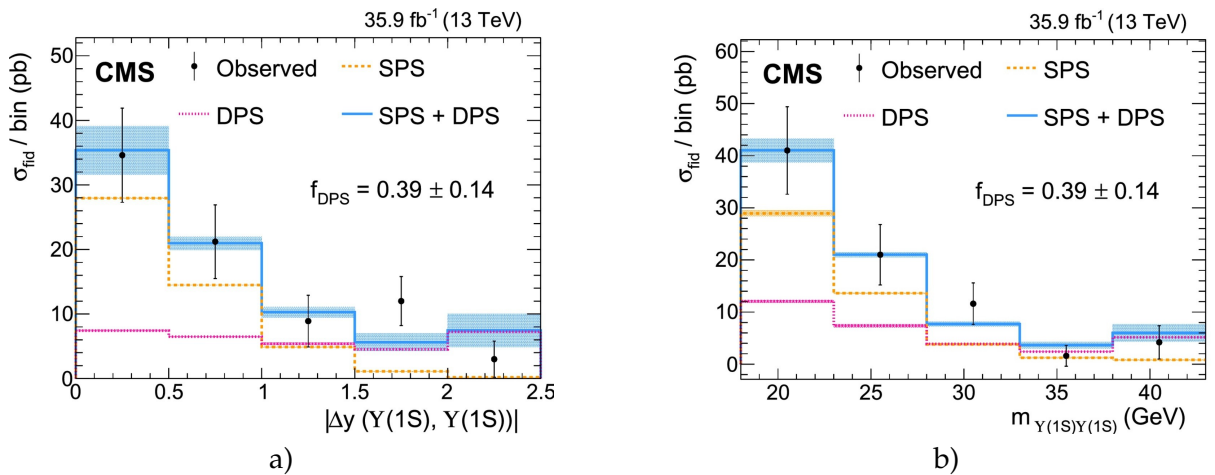 35.9 fb⁻¹ (13 TeV)
σfid / bin (pb)
CMS
Observed
SPS
DPS
SPS + DPS
fDPS = 0.39 ± 0.14
50
40
30
20
10
0
0 0.5 1 1.5 2 2.5
|Δy (ϒ(1S), ϒ(1S))|
a)
35.9 fb⁻¹ (13 TeV)
σfid / bin (pb)
CMS
Observed
SPS
DPS
SPS + DPS
fDPS = 0.39 ± 0.14
60
50
40
30
20
10
0
20 25 30 35 40
m ϒ(1S)ϒ(1S) (GeV)
b)